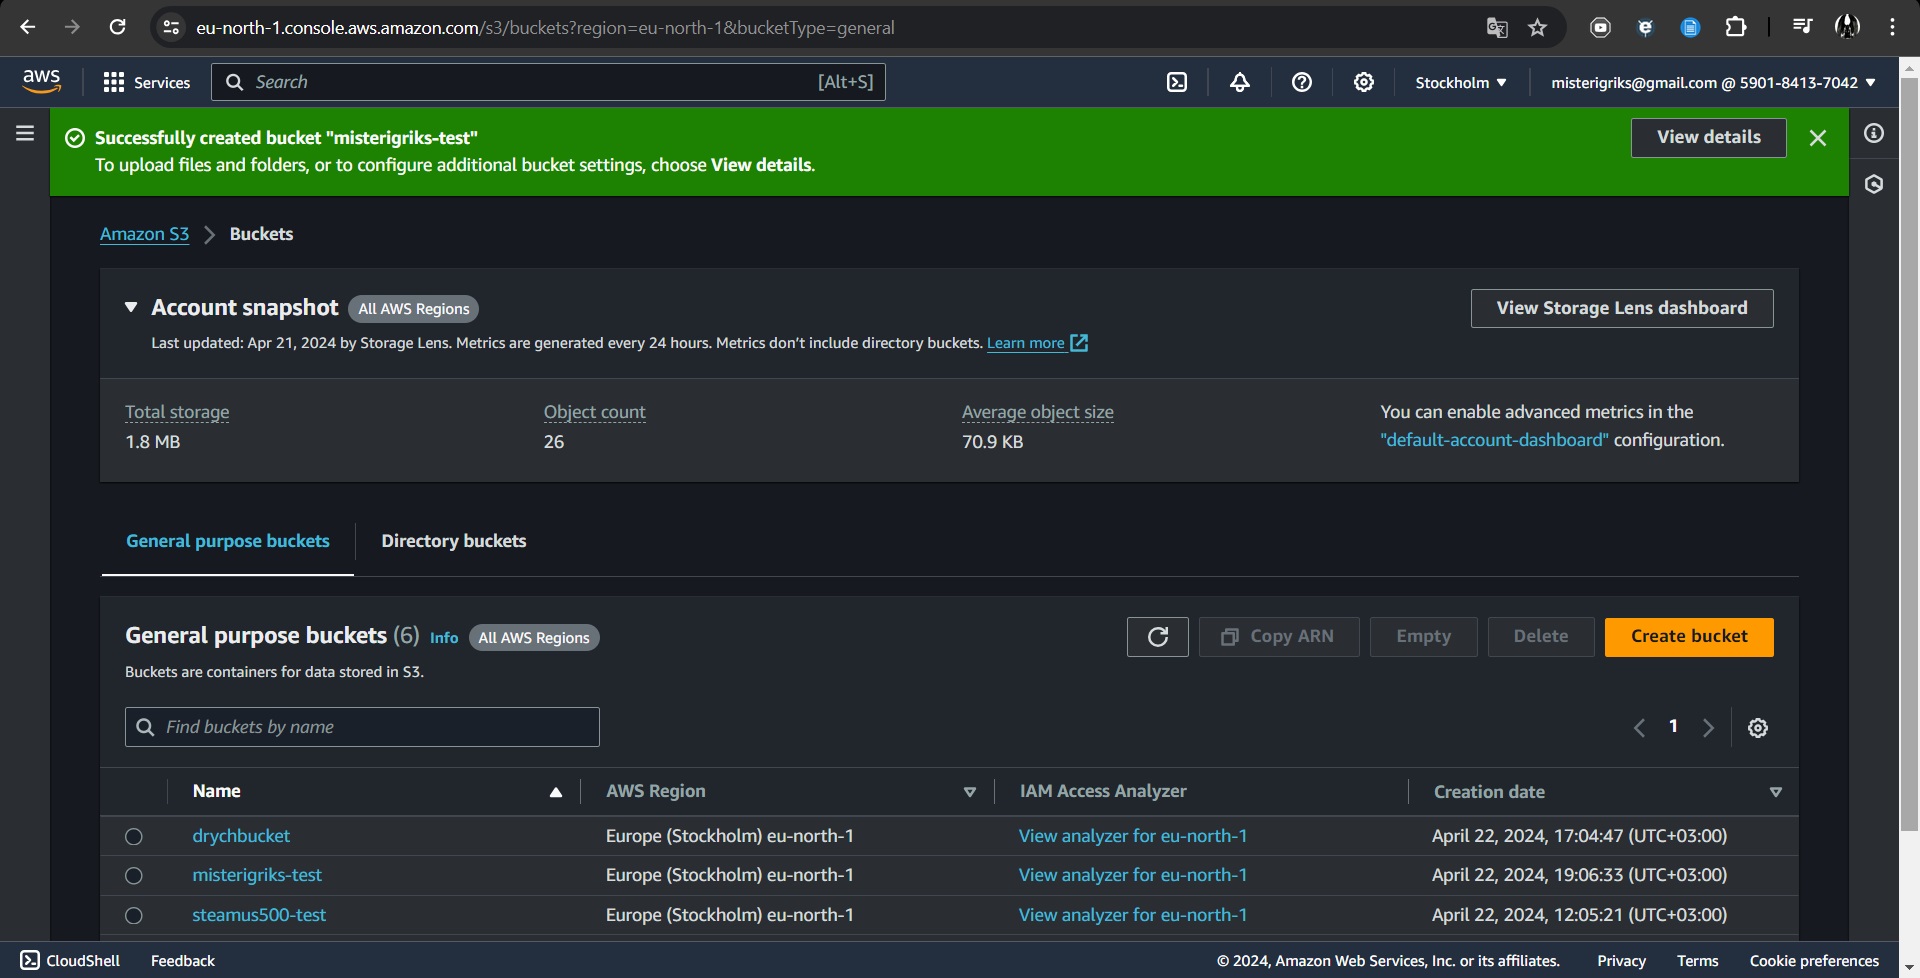 eu-north-1.console.aws.amazon.com/s3/buckets?region=eu-north-1&bucketType=general
aws
Services
Search
[Alt+S]
Stockholm
misterigriks@gmail.com @ 5901-8413-7042
Successfully created bucket "misterigriks-test"
To upload files and folders, or to configure additional bucket settings, choose View details.
View details
Amazon S3
Buckets
Account snapshot
All AWS Regions
View Storage Lens dashboard
Last updated: Apr 21, 2024 by Storage Lens. Metrics are generated every 24 hours. Metrics don't include directory buckets. Learn more
Total storage
1.8 MB
Object count
26
Average object size
70.9 KB
You can enable advanced metrics in the
"default-account-dashboard" configuration.
General purpose buckets
Directory buckets
General purpose buckets (6) Info All AWS Regions
Buckets are containers for data stored in S3.
Copy ARN
Empty
Delete
Create bucket
Find buckets by name
1
Name
AWS Region
IAM Access Analyzer
Creation date
drychbucket
Europe (Stockholm) eu-north-1
View analyzer for eu-north-1
April 22, 2024, 17:04:47 (UTC+03:00)
misterigriks-test
Europe (Stockholm) eu-north-1
View analyzer for eu-north-1
April 22, 2024, 19:06:33 (UTC+03:00)
steamus500-test
Europe (Stockholm) eu-north-1
View analyzer for eu-north-1
April 22, 2024, 12:05:21 (UTC+03:00)
CloudShell
Feedback
© 2024, Amazon Web Services, Inc. or its affiliates.
Privacy
Terms
Cookie preferences